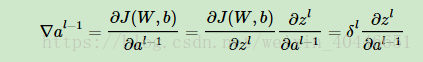 ∇a^{l−1} = ∂J(W,b)/∂a^{l−1} = ∂J(W,b)/∂z^l ∂z^l/∂a^{l−1} = δ^l ∂z^l/∂a^{l−1}